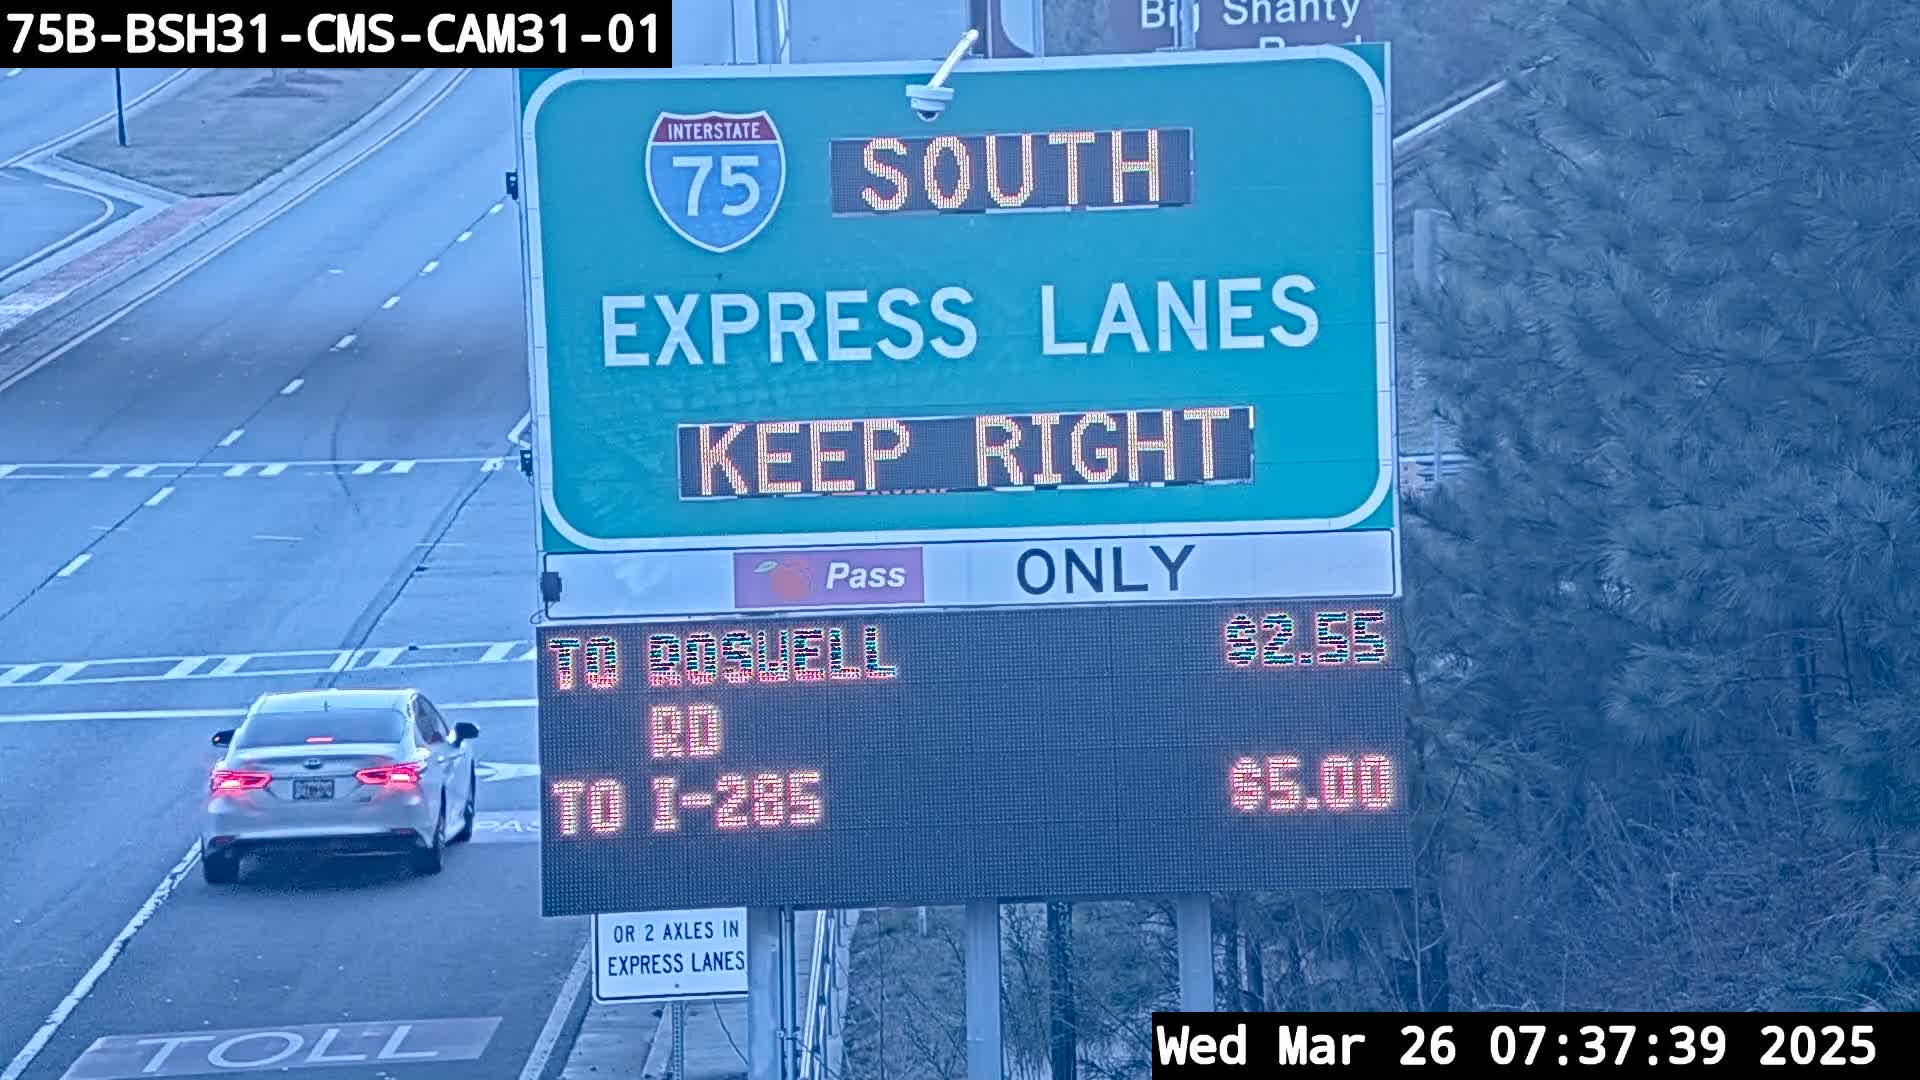 75B-BSH31-CMS-CAM31-01
Big Shanty
INTERSTATE
75
SOUTH
EXPRESS LANES
KEEP RIGHT
Pass
ONLY
TO ROSWELL $2.55
RD
TO I-285 $5.00
OR 2 AXLES IN
EXPRESS LANES
TOLL
Wed Mar 26 07:37:39 2025